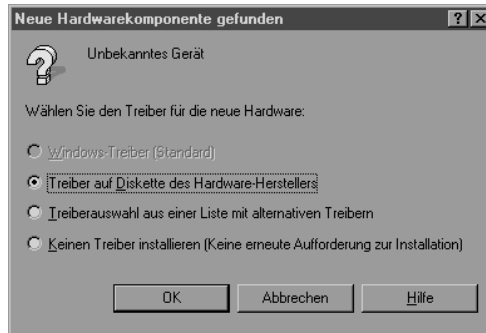 Neue Hardwarekomponente gefunden
Unbekanntes Gerät
Wählen Sie den Treiber für die neue Hardware:
Windows-Treiber (Standard)
Treiber auf Diskette des Hardware-Herstellers
Treiberauswahl aus einer Liste mit alternativen Treibern
Keinen Treiber installieren (Keine erneute Aufforderung zur Installation)
OK Abbrechen Hilfe